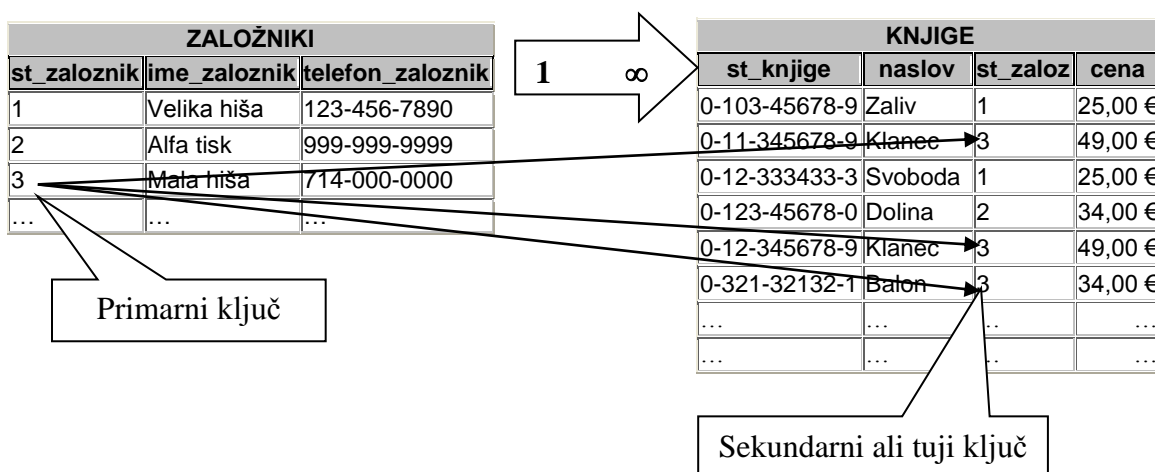 ZALOŽNIKI
st_zaloznik ime_zaloznik telefon_zaloznik
1 Velika hiša 123-456-7890
2 Alfa tisk 999-999-9999
3 Mala hiša 714-000-0000
... ... ...
Primarni ključ
1 ∞
KNJIGE
st_knjige naslov st_zaloz cena
0-103-45678-9 Zaliv 1 25,00 €
0-11-345678-9 Klanec 3 49,00 €
0-12-333433-3 Svoboda 1 25,00 €
0-123-45678-0 Dolina 2 34,00 €
0-12-345678-9 Klanec 3 49,00 €
0-321-32132-1 Balon 3 34,00 €
... ... ... ...
... ... ... ...
Sekundarni ali tuji ključ